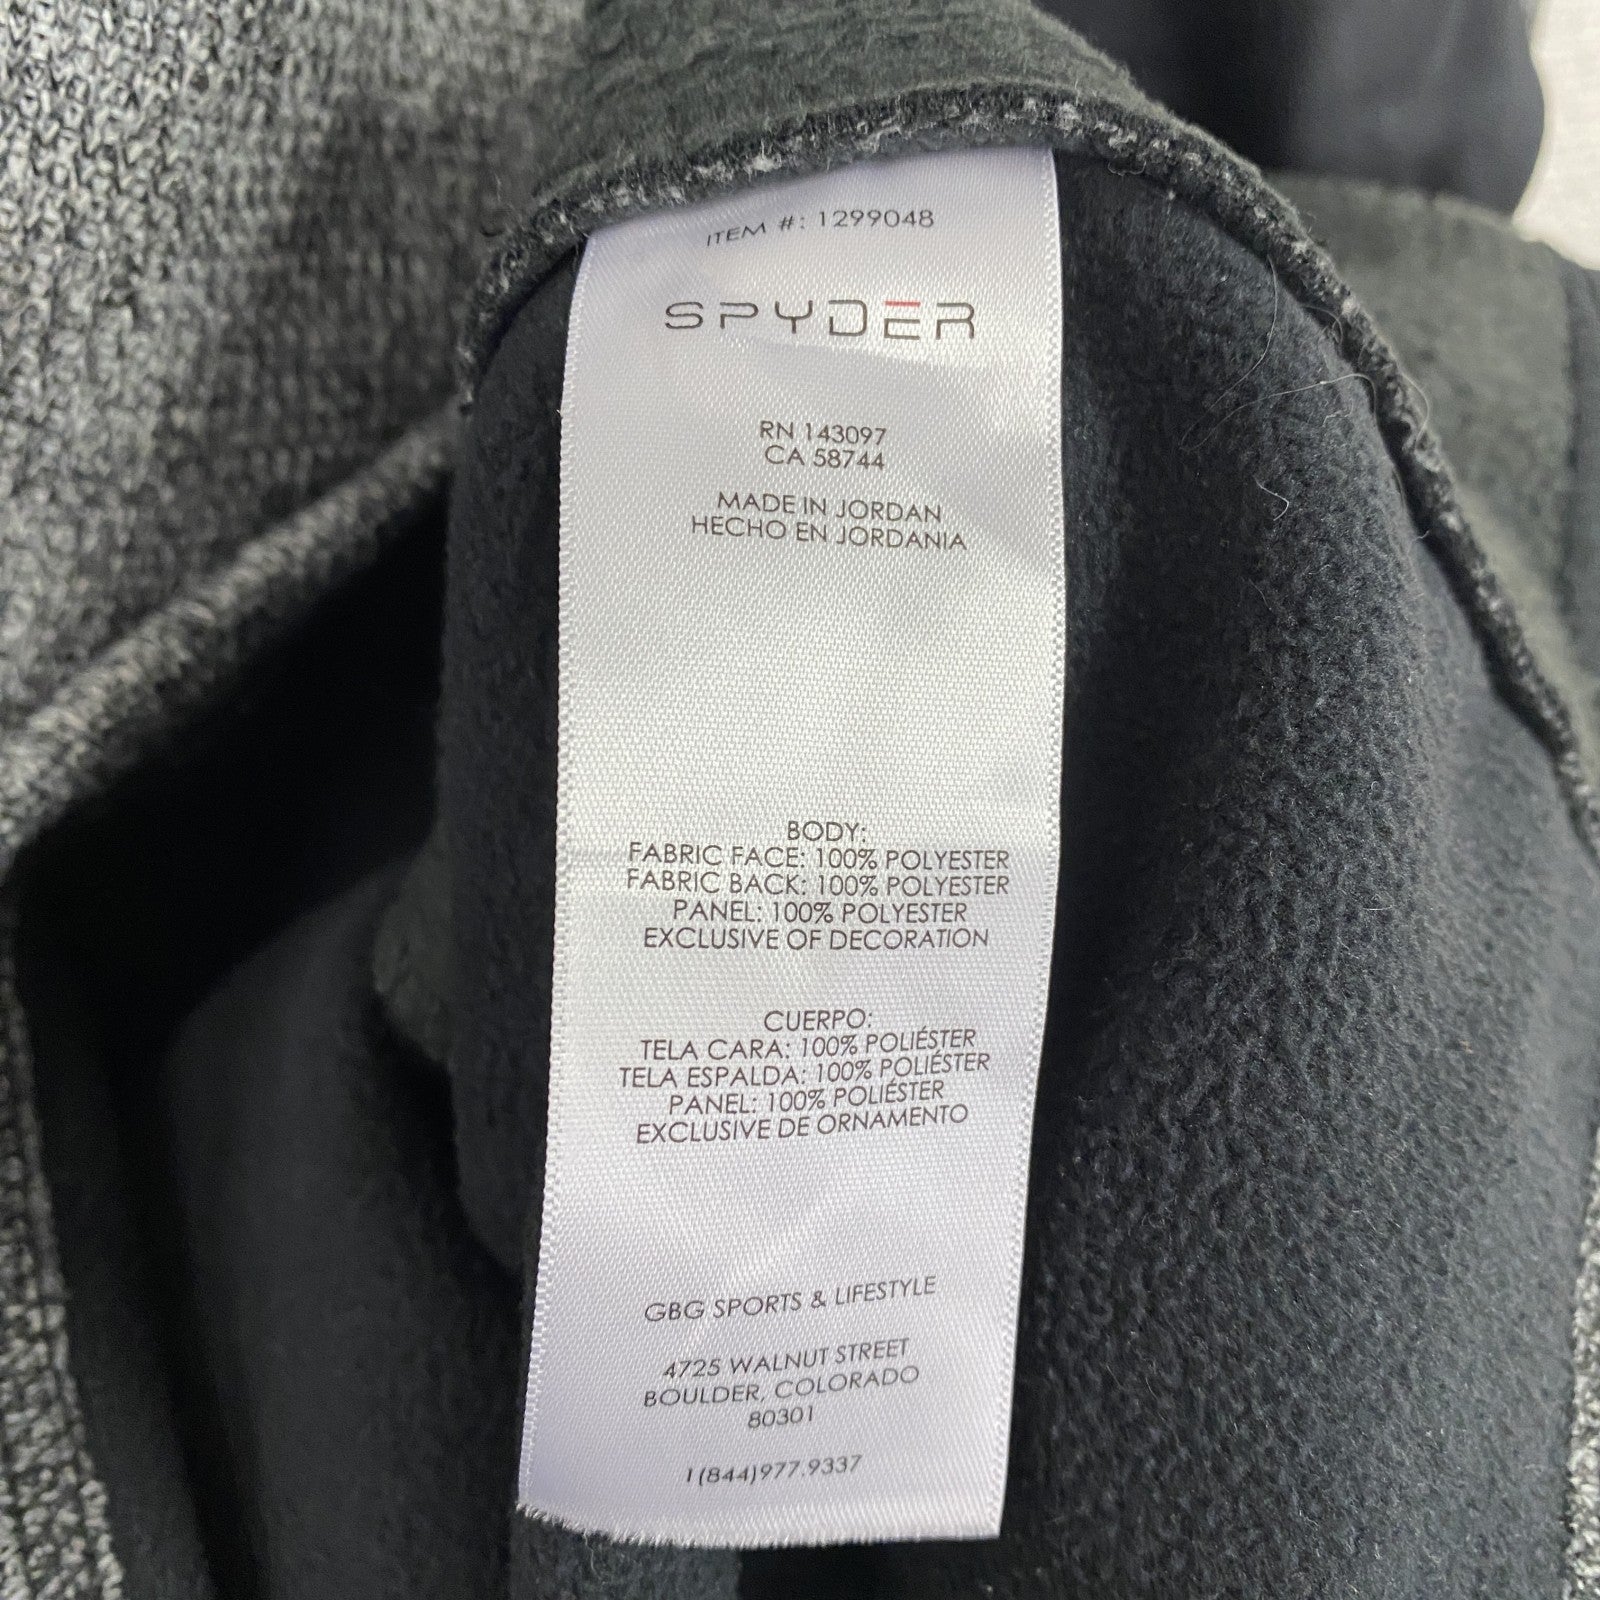 ITEM #: 1299048
SPYDER
RN 143097
CA 58744
MADE IN JORDAN
HECHO EN JORDANIA
BODY:
FABRIC FACE: 100% POLYESTER
FABRIC BACK: 100% POLYESTER
PANEL: 100% POLYESTER
EXCLUSIVE OF DECORATION
CUERPO:
TELA CARA: 100% POLIÉSTER
TELA ESPALDA: 100% POLIÉSTER
PANEL: 100% POLIÉSTER
EXCLUSIVE DE ORNAMENTO
GBG SPORTS & LIFESTYLE
4725 WALNUT STREET
BOULDER, COLORADO
80301
1(844)977.9337